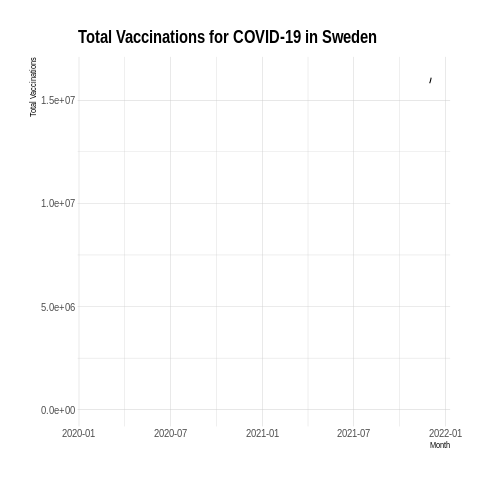 Total Vaccinations for COVID-19 in Sweden
Total Vaccinations
1.5e+07
1.0e+07
5.0e+06
0.0e+00
2020-01 2020-07 2021-01 2021-07 2022-01
Month